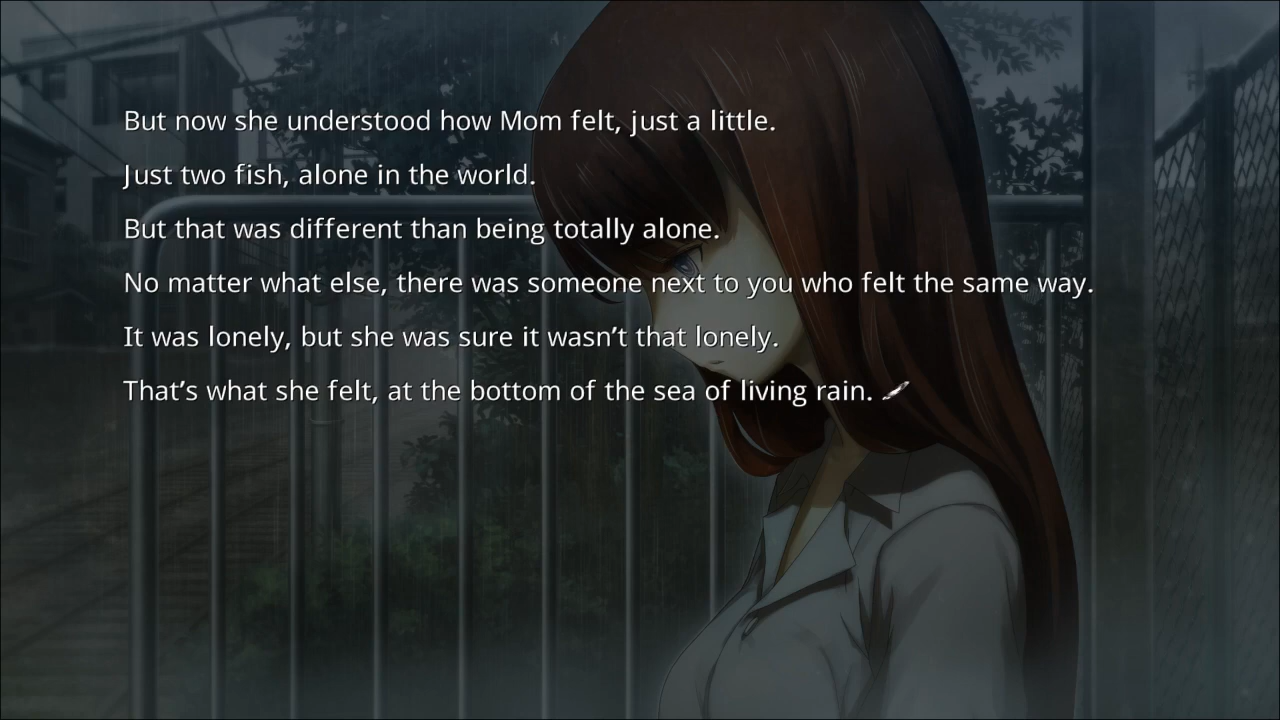 But now she understood how Mom felt, just a little.
Just two fish, alone in the world.
But that was different than being totally alone.
No matter what else, there was someone next to you who felt the same way.
It was lonely, but she was sure it wasn't that lonely.
That's what she felt, at the bottom of the sea of living rain.